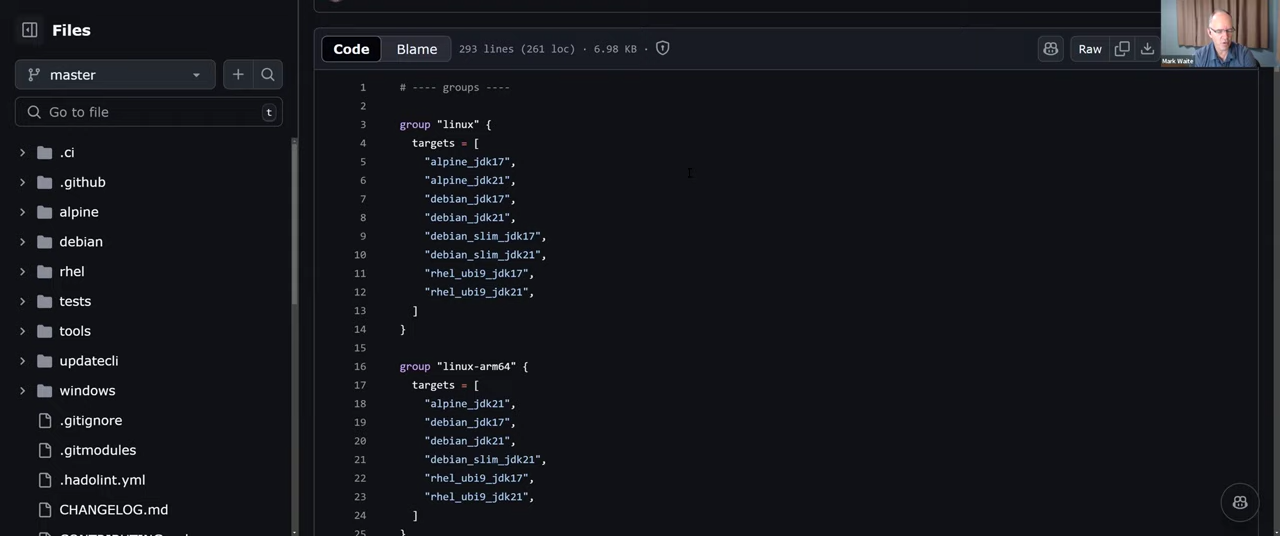 Files
master
Go to file
t
.ci
.github
alpine
debian
rhel
tests
tools
updatecli
windows
.gitignore
.gitmodules
.hadolint.yml
CHANGELOG.md
Code
Blame
293 lines (261 loc) · 6.98 KB
Raw
Mark Waite
1 # ---- groups ----
2
3 group "linux" {
4 targets = [
5 "alpine_jdk17",
6 "alpine_jdk21",
7 "debian_jdk17",
8 "debian_jdk21",
9 "debian_slim_jdk17",
10 "debian_slim_jdk21",
11 "rhel_ubi9_jdk17",
12 "rhel_ubi9_jdk21",
13 ]
14 }
15
16 group "linux-arm64" {
17 targets = [
18 "alpine_jdk21",
19 "debian_jdk17",
20 "debian_jdk21",
21 "debian_slim_jdk21",
22 "rhel_ubi9_jdk17",
23 "rhel_ubi9_jdk21",
24 ]
25 }